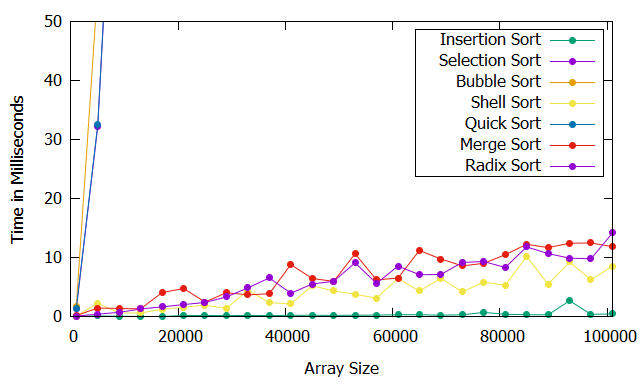 50
40
30
20
10
0
Time in Milliseconds
Insertion Sort
Selection Sort
Bubble Sort
Shell Sort
Quick Sort
Merge Sort
Radix Sort
0
20000
40000
60000
80000
100000
Array Size